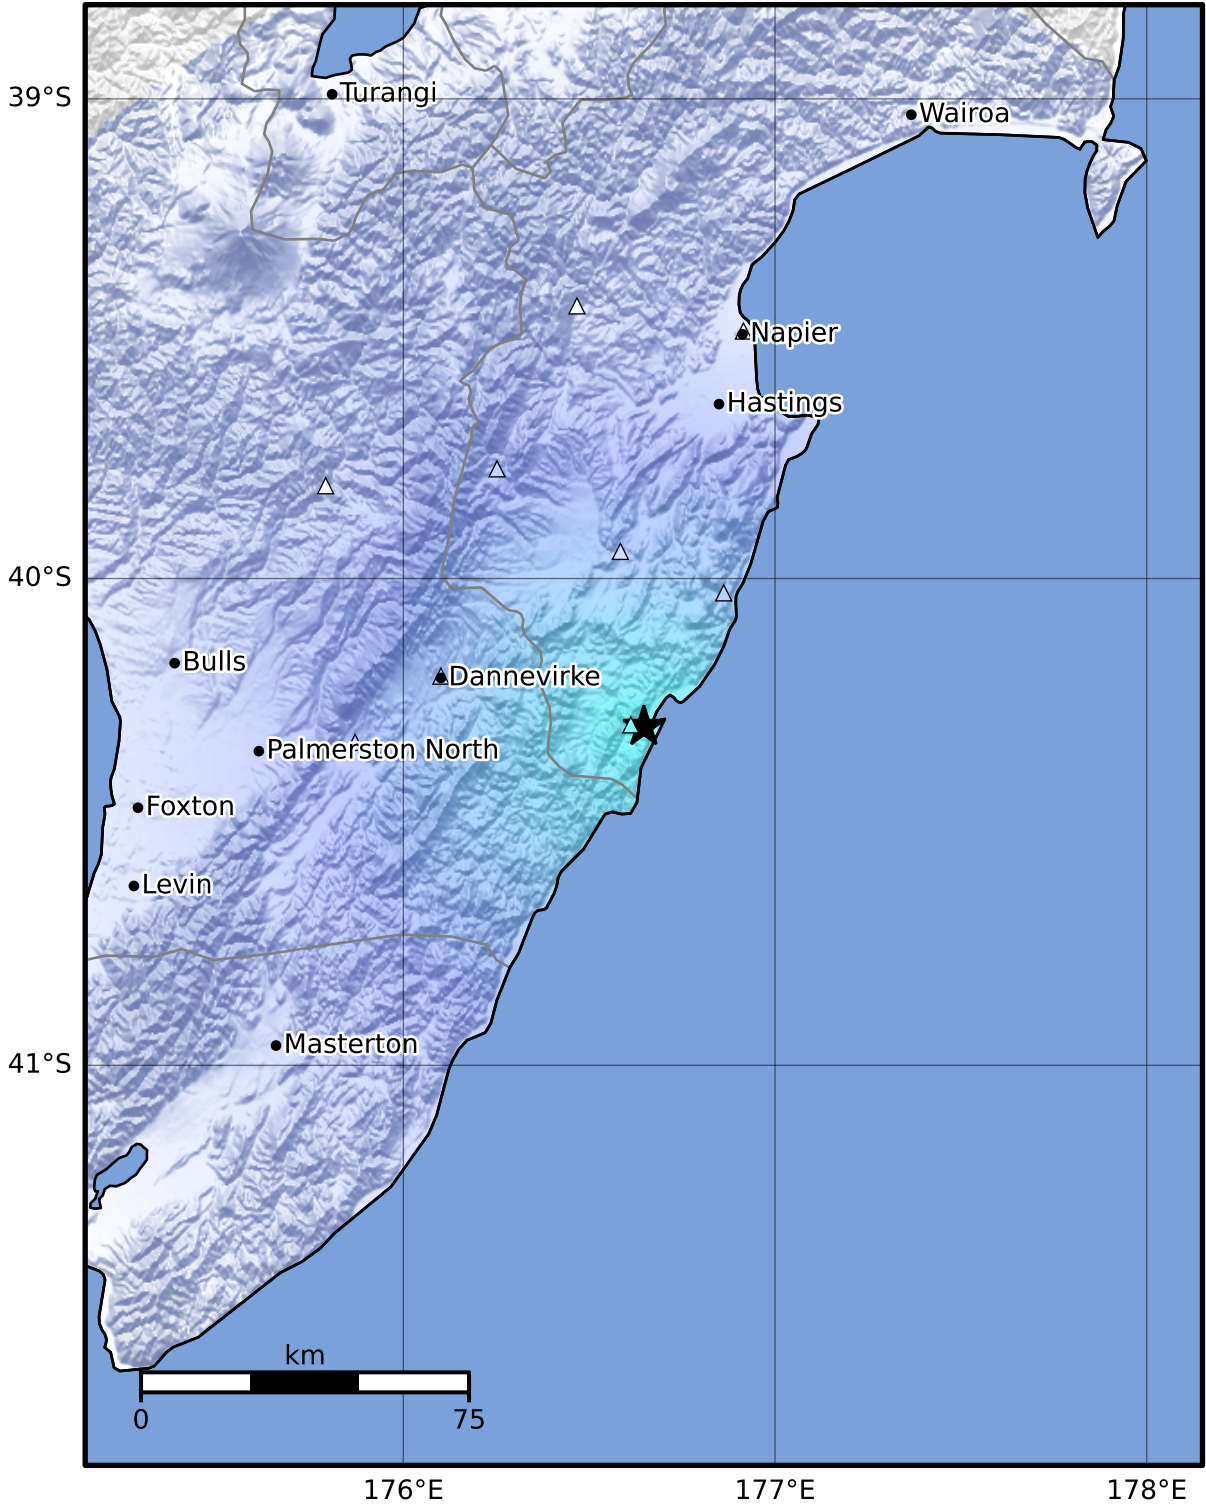 Turangi
39°S
Wairoa
Napier
Hastings
40°S
Bulls
Dannevirke
Palmerston North
Foxton
Levin
Masterton
41°S
km
0
75
176°E
177°E
178°E